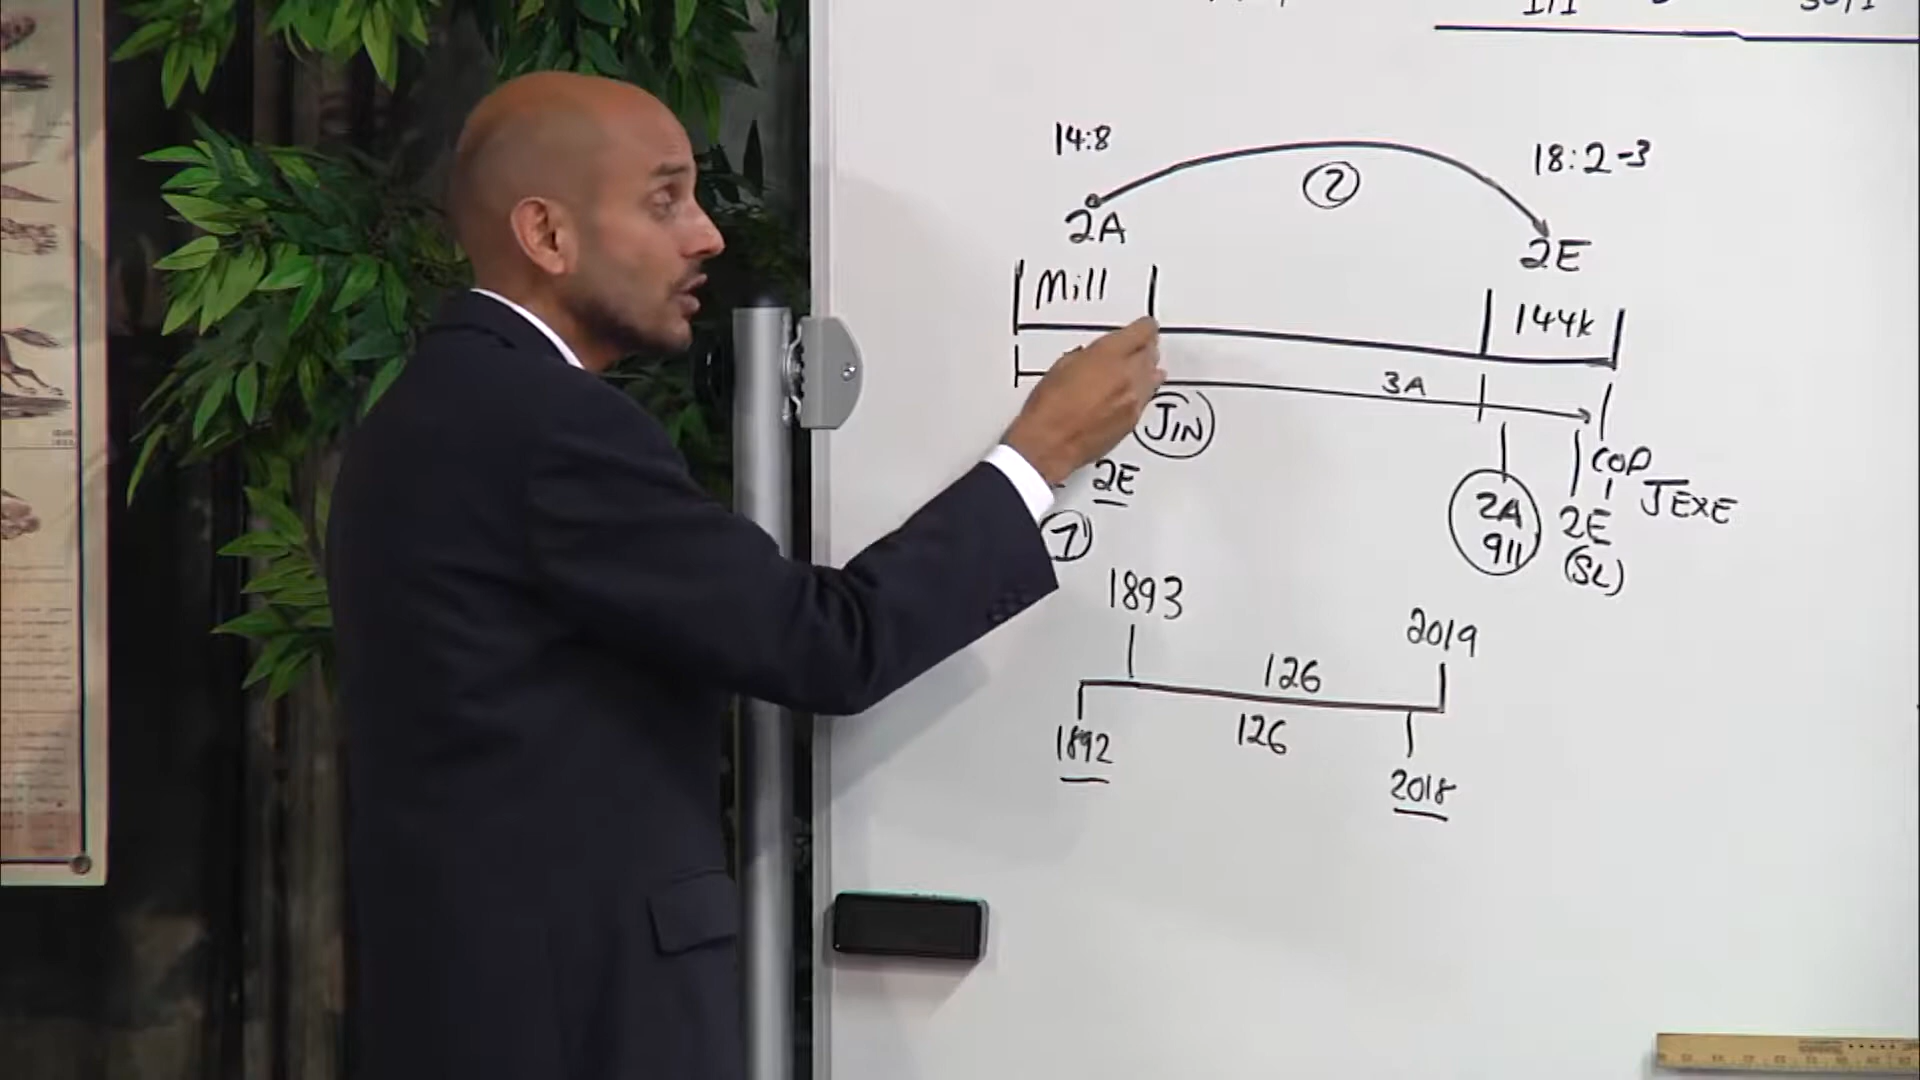 14:8
18:2-3
2
2A
2E
Mill
144k
3A
JIN
2E
1
COP
JEXE
2A
911
2E
(SL)
1893
2019
126
126
1892
2018